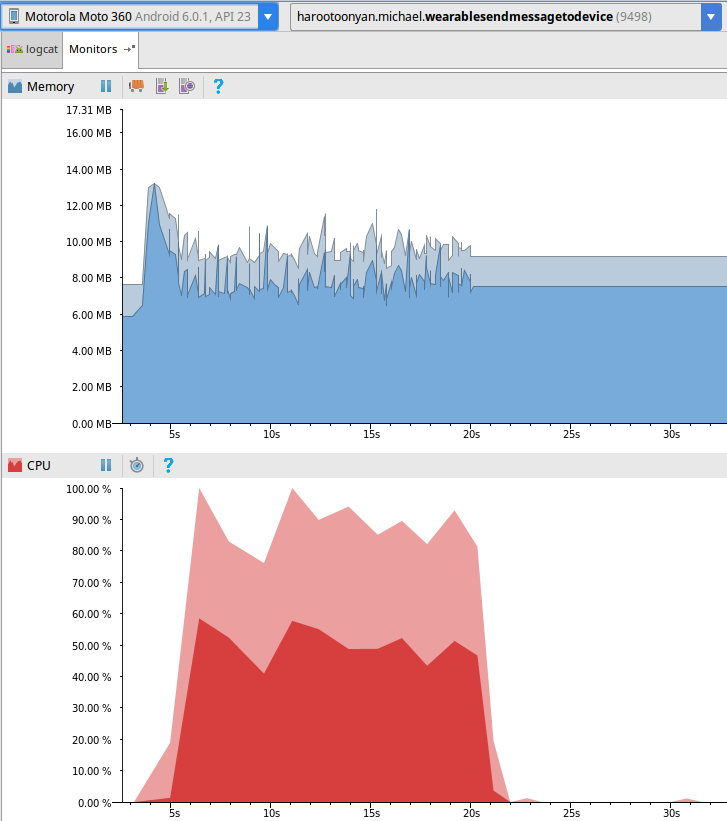 Motorola Moto 360 Android 6.0.1, API 23
harootoonyan.michael.wearablesendmessagetodevice (9498)
logcat
Monitors
Memory
?
17.31 MB
16.00 MB
14.00 MB
12.00 MB
10.00 MB
8.00 MB
6.00 MB
4.00 MB
2.00 MB
0.00 MB
5s 10s 15s 20s 25s 30s
CPU
?
100.00 %
90.00 %
80.00 %
70.00 %
60.00 %
50.00 %
40.00 %
30.00 %
20.00 %
10.00 %
0.00 %
5s 10s 15s 20s 25s 30s